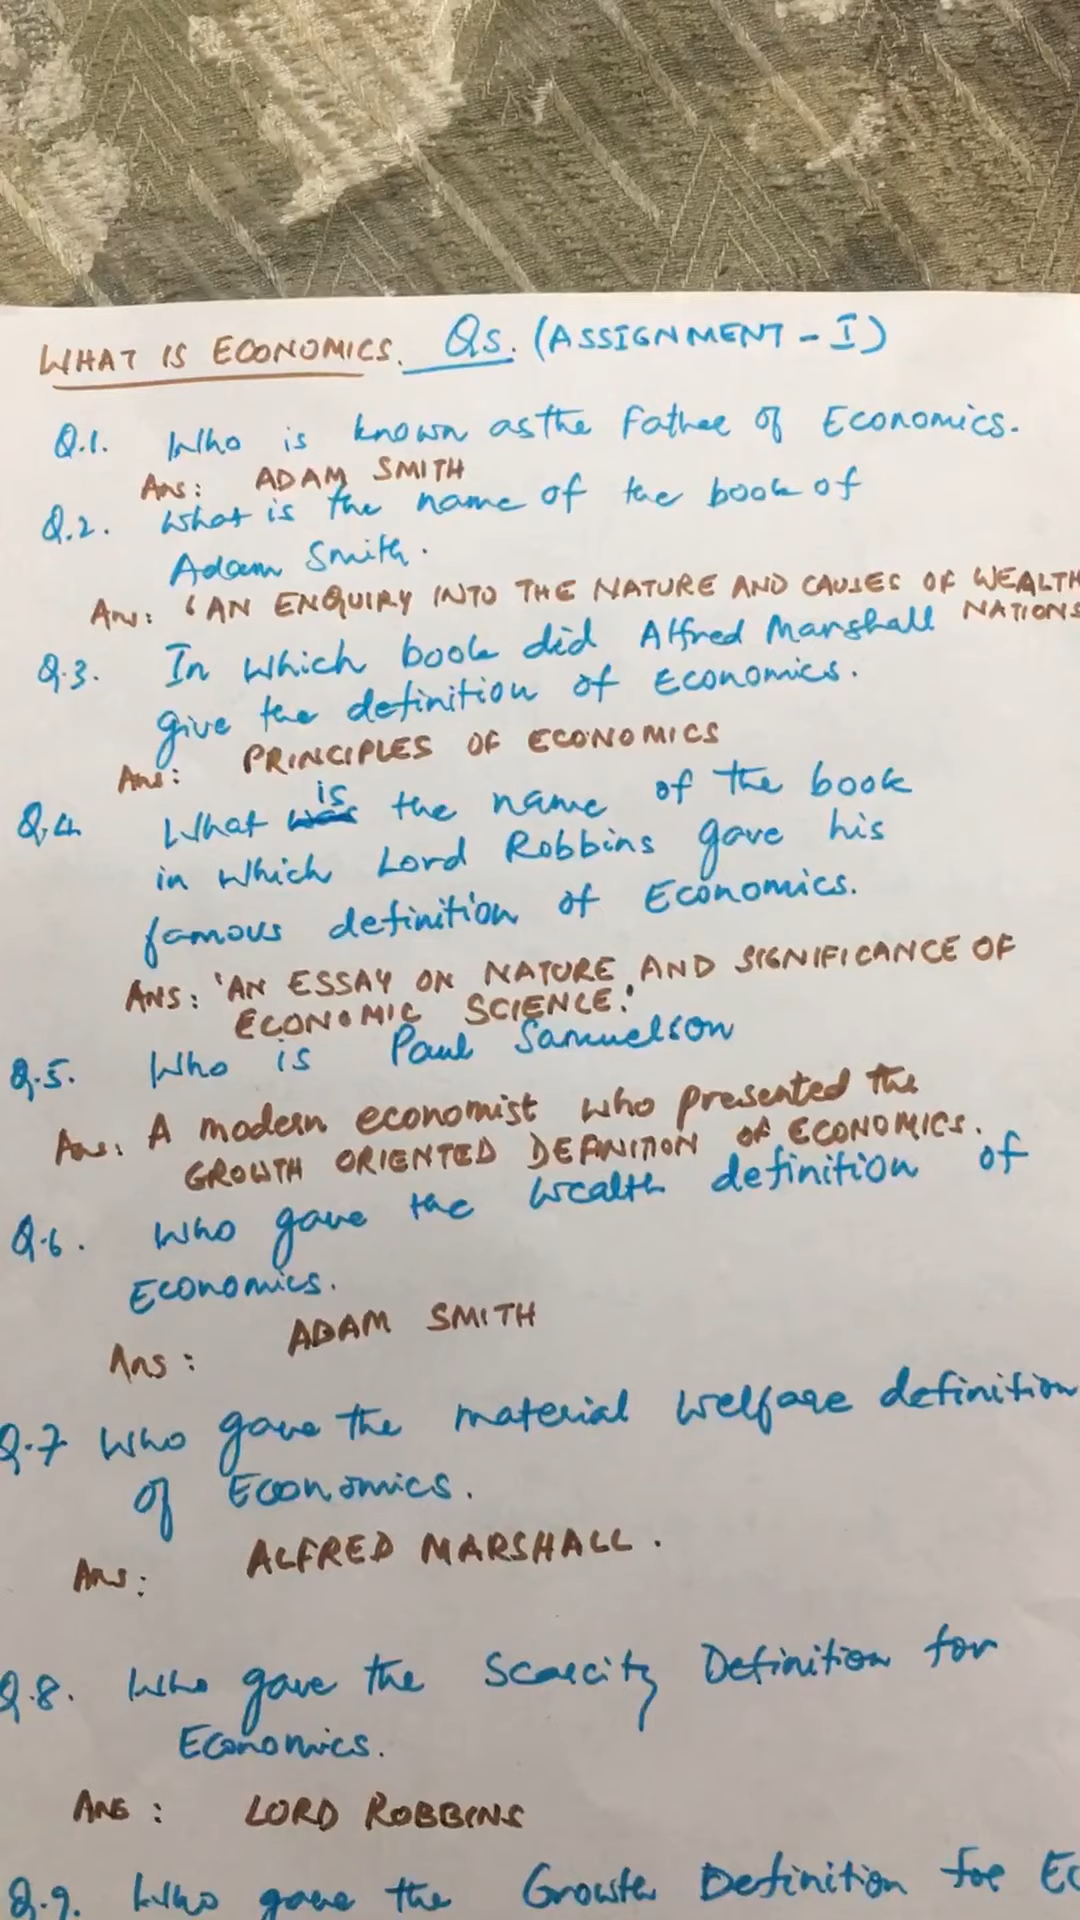 WHAT IS ECONOMICS. Qs. (ASSIGNMENT - I)
Q.1. Who is known as the Father of Economics.
Ans: ADAM SMITH
Q.2. What is the name of the book of
Adam Smith.
Ans: 'AN ENQUIRY INTO THE NATURE AND CAUSES OF WEALTH
NATIONS
Q.3. In which book did Alfred Marshall
give the definition of Economics.
Ans: PRINCIPLES OF ECONOMICS
Q.4. What is the name of the book
in which Lord Robbins gave his
famous definition of Economics.
ANS: 'AN ESSAY ON NATURE AND SIGNIFICANCE OF
ECONOMIC SCIENCE.'
Q.5. Who is Paul Samuelson
Ans: A modern economist who presented the
GROWTH ORIENTED DEFINITION OF ECONOMICS.
Q.6. Who gave the Wealth definition of
Economics.
Ans: ADAM SMITH
Q.7 Who gave the material welfare definition
of Economics.
Ans: ALFRED MARSHALL.
Q.8. Who gave the Scarcity Definition for
Economics.
ANS: LORD ROBBINS
Q.9. Who gave the Growth Definition for Ec